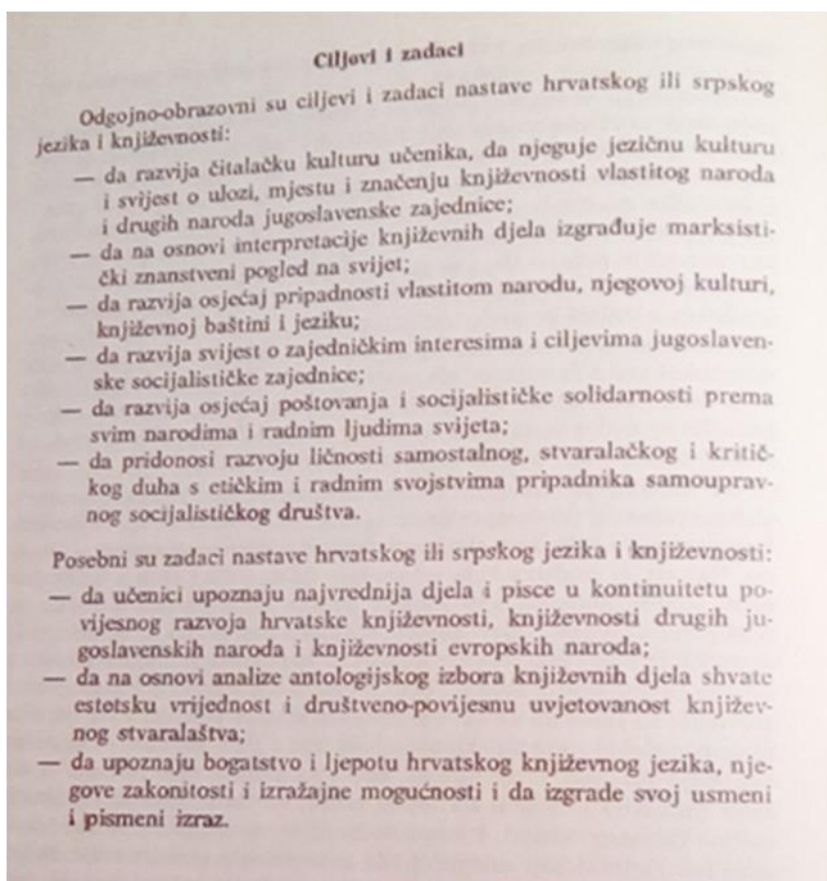 Ciljevi i zadaci
Odgojno-obrazovni su ciljevi i zadaci nastave hrvatskog ili srpskog
jezika i književnosti:
— da razvija čitalačku kulturu učenika, da njeguje jezičnu kulturu
i svijest o ulozi, mjestu i značenju književnosti vlastitog naroda
i drugih naroda jugoslavenske zajednice;
— da na osnovi interpretacije književnih djela izgrađuje marksisti-
čki znanstveni pogled na svijet;
— da razvija osjećaj pripadnosti vlastitom narodu, njegovoj kulturi,
književnoj baštini i jeziku;
— da razvija svijest o zajedničkim interesima i ciljevima jugoslaven-
ske socijalističke zajednice;
— da razvija osjećaj poštovanja i socijalističke solidarnosti prema
svim narodima i radnim ljudima svijeta;
— da pridonosi razvoju ličnosti samostalnog, stvaralačkog i kritič-
kog duha s etičkim i radnim svojstvima pripadnika samouprav-
nog socijalističkog društva.
Posebni su zadaci nastave hrvatskog ili srpskog jezika i književnosti:
— da učenici upoznaju najvrednija djela i pisce u kontinuitetu po-
vijesnog razvoja hrvatske književnosti, književnosti drugih ju-
goslavenskih naroda i književnosti evropskih naroda;
— da na osnovi analize antologijskog izbora književnih djela shvate
estetsku vrijednost i društveno-povijesnu uvjetovanost književ-
nog stvaralaštva;
— da upoznaju bogatstvo i ljepotu hrvatskog književnog jezika, nje-
gove zakonitosti i izražajne mogućnosti i da izgrade svoj usmeni
i pismeni izraz.